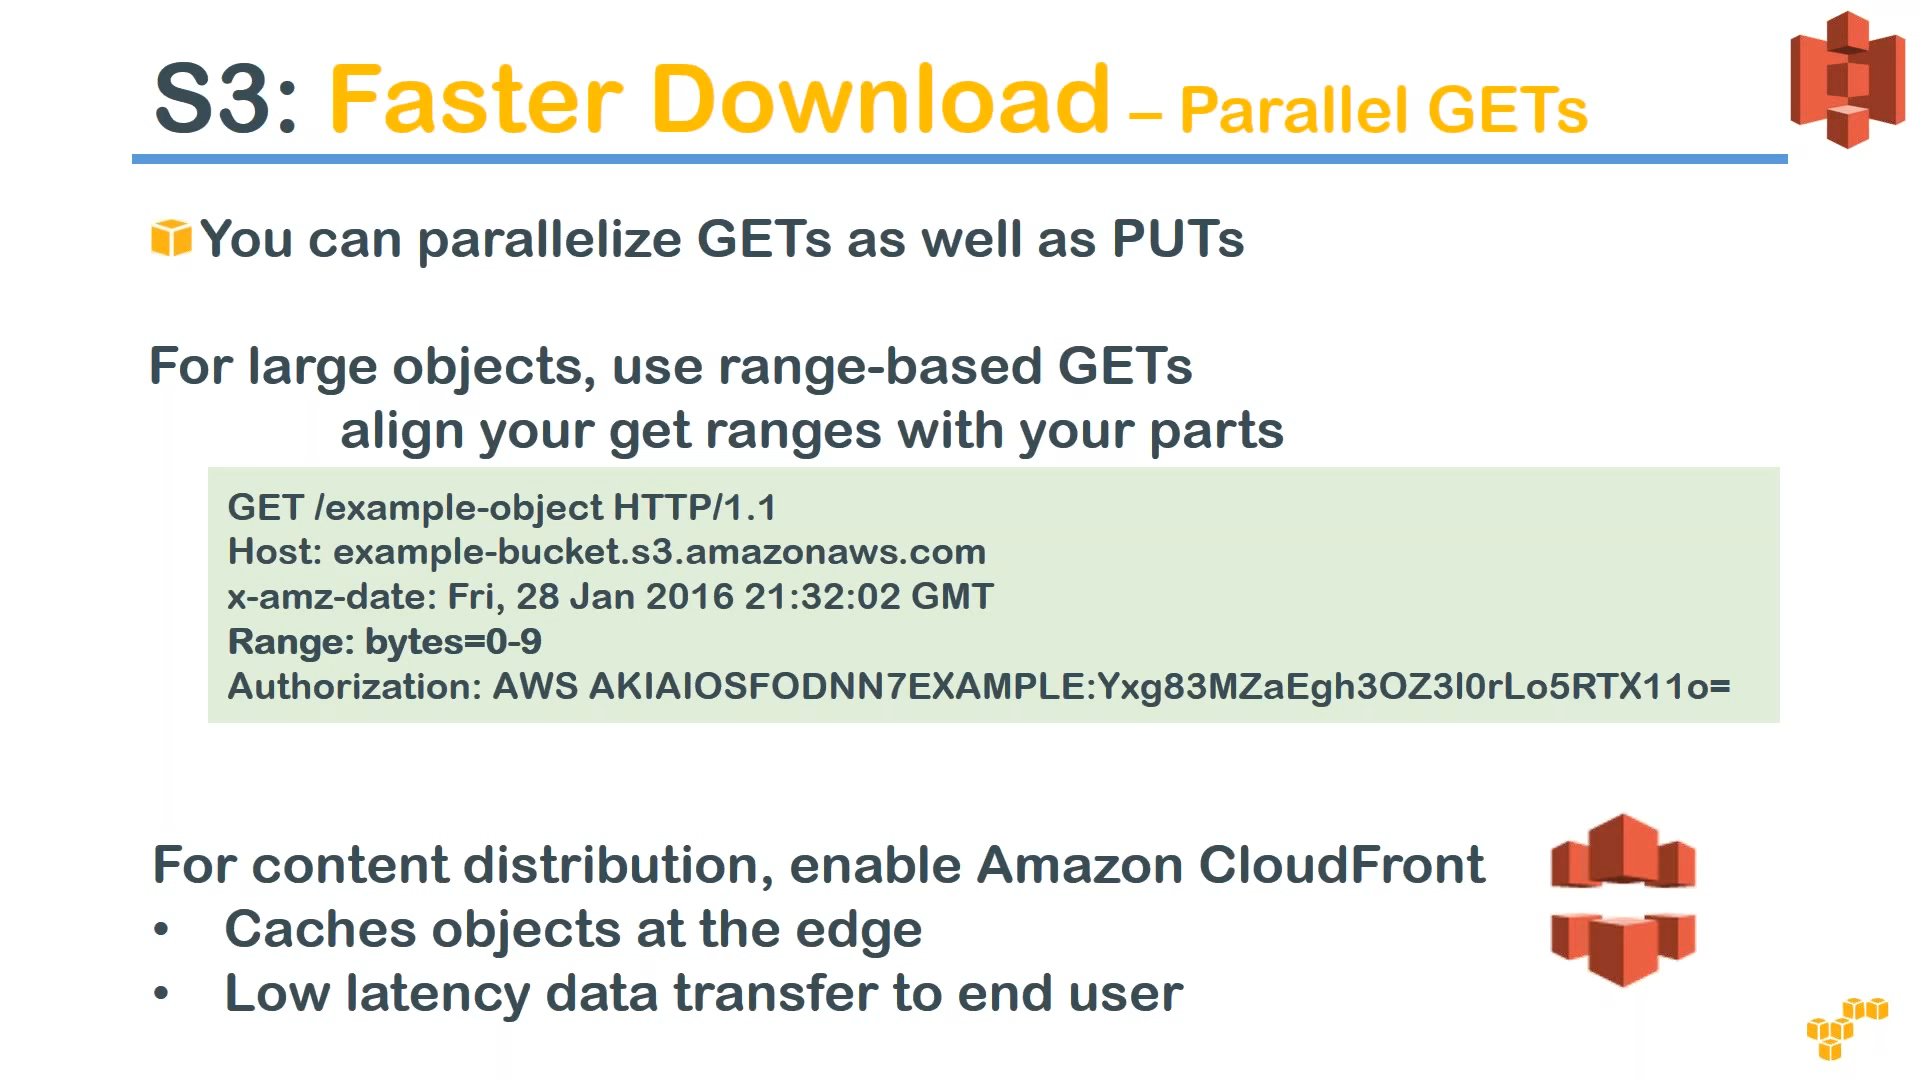 S3: Faster Download – Parallel GETs
You can parallelize GETs as well as PUTs
For large objects, use range-based GETs
align your get ranges with your parts
GET /example-object HTTP/1.1
Host: example-bucket.s3.amazonaws.com
x-amz-date: Fri, 28 Jan 2016 21:32:02 GMT
Range: bytes=0-9
Authorization: AWS AKIAIOSFODNN7EXAMPLE:Yxg83MZaEgh3OZ3l0rLo5RTX11o=
For content distribution, enable Amazon CloudFront
• Caches objects at the edge
• Low latency data transfer to end user